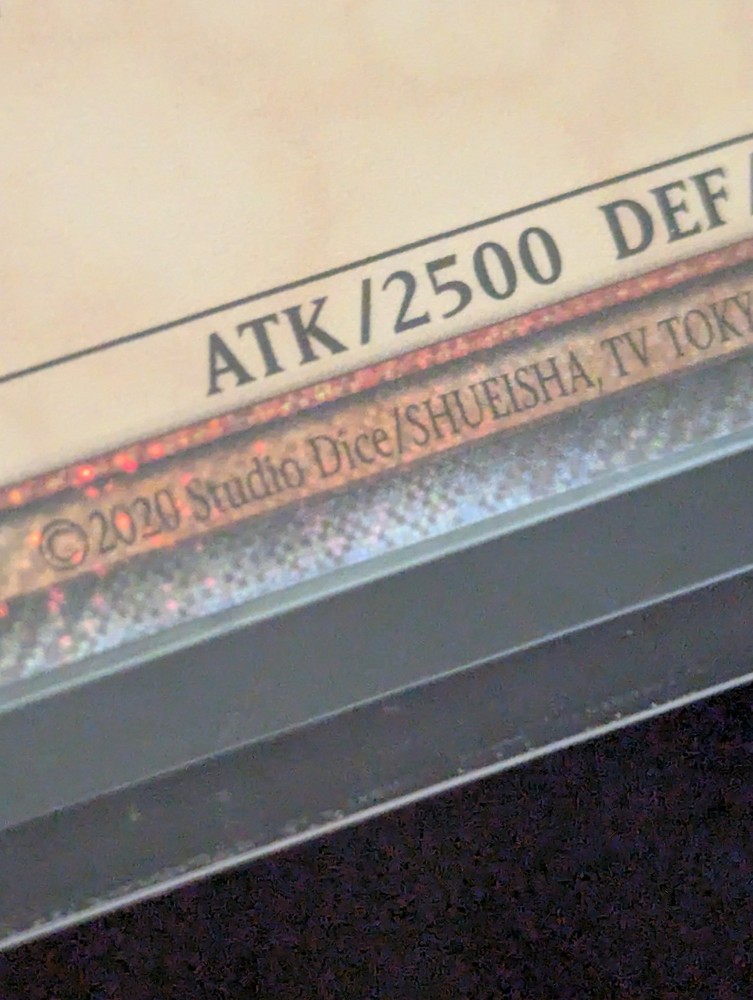 ATK/2500 DEF/
©2020 Studio Dice/SHUEISHA, TV TOKY